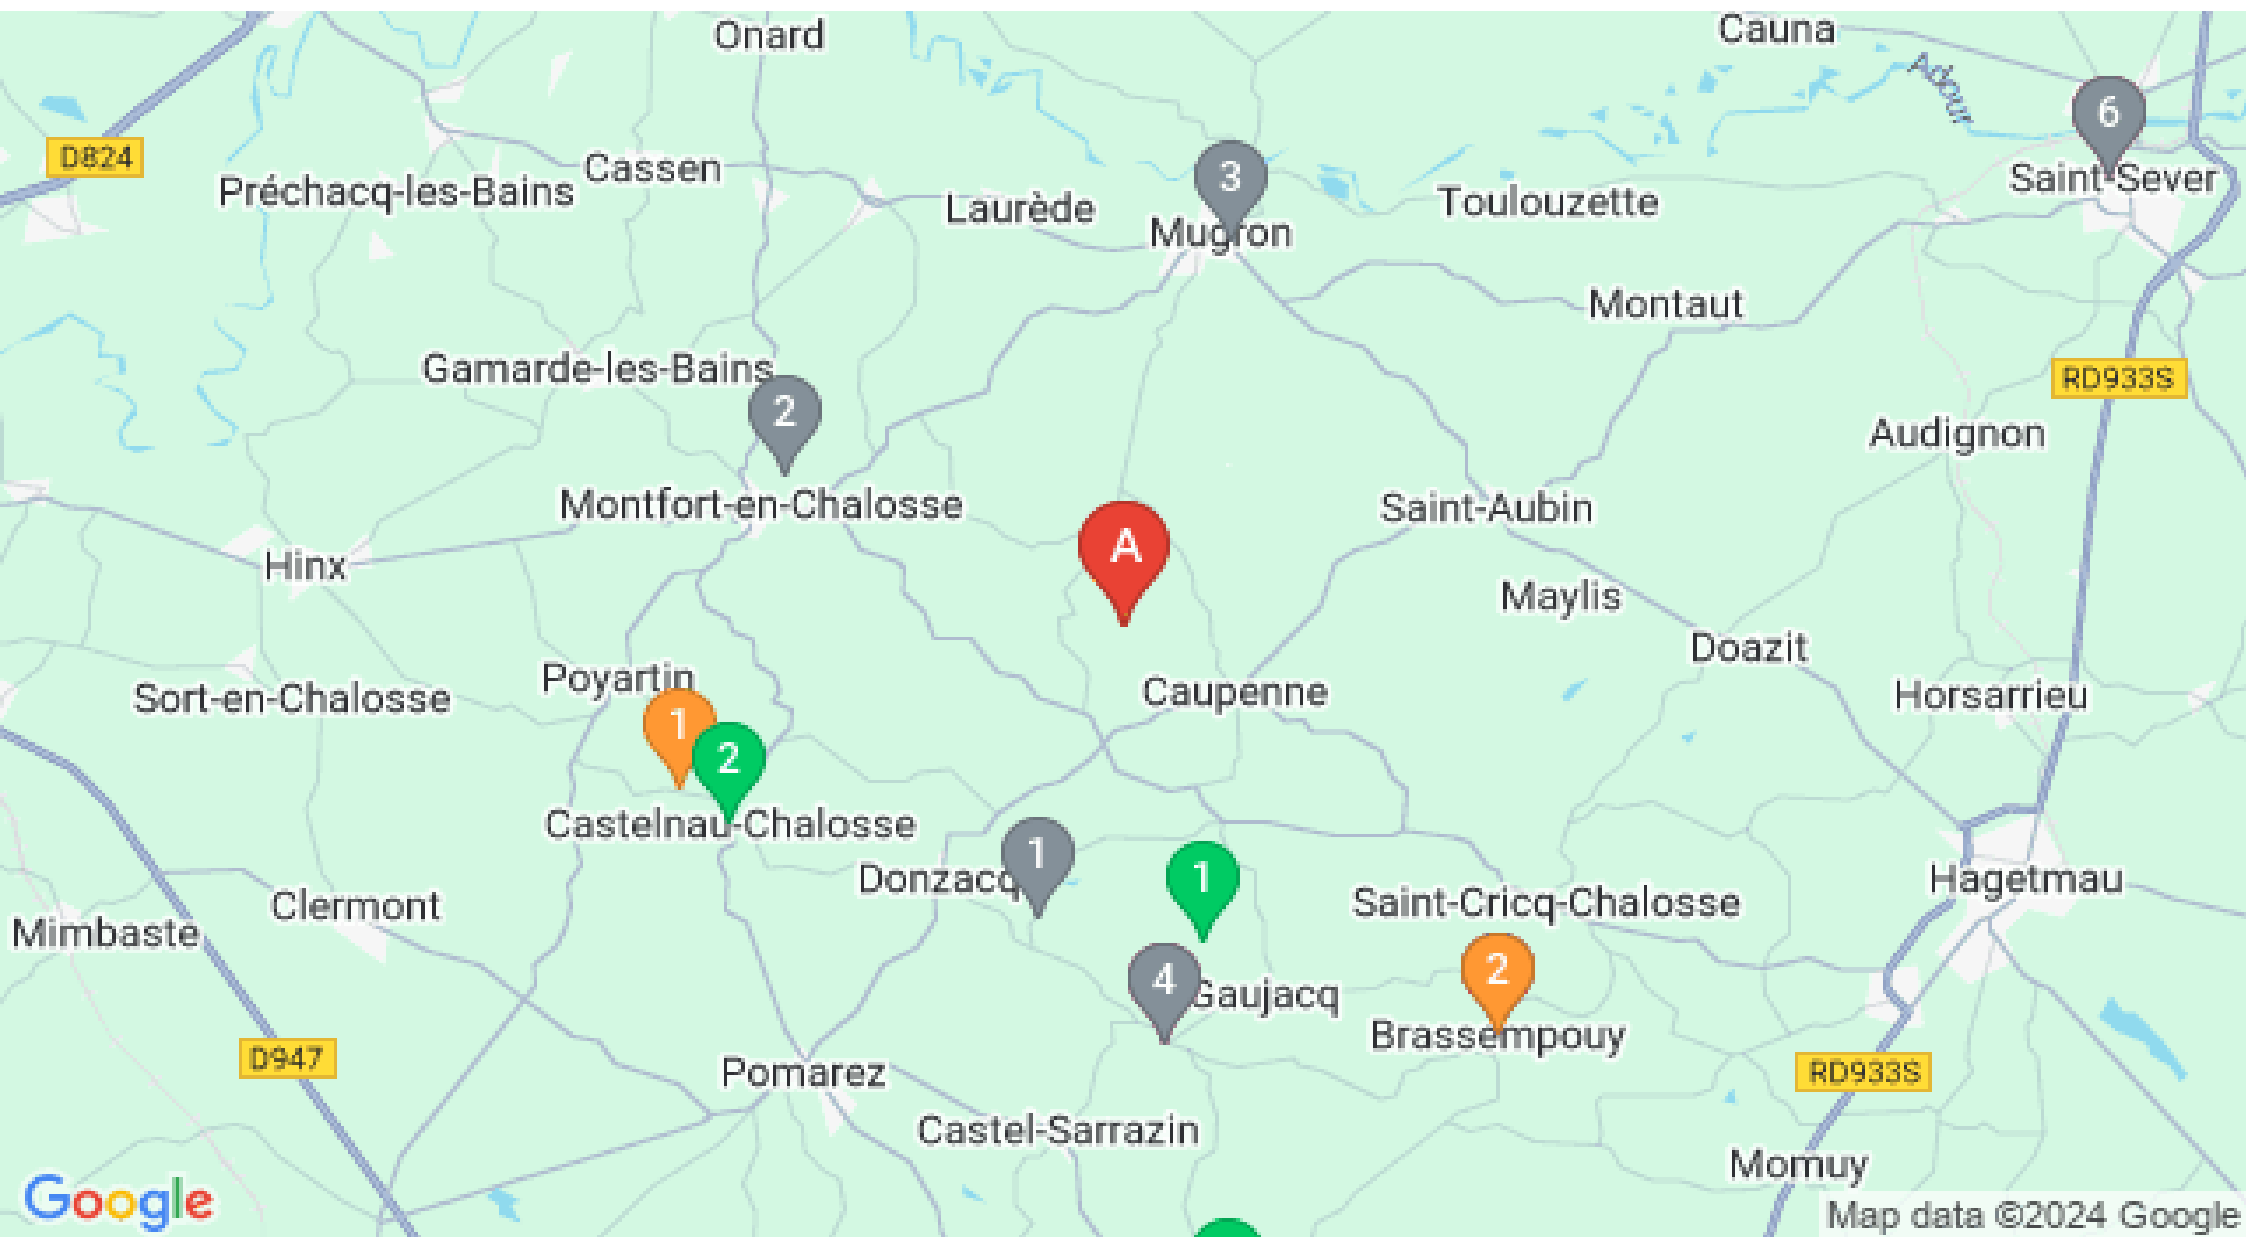 Onard
Cauna
Adour
6
D824
Cassen
3
Préchacq-les-Bains
Saint-Sever
Laurède
Toulouzette
Mugron
Montaut
Gamarde-les-Bains
RD933S
2
Audignon
Montfort-en-Chalosse
Saint-Aubin
A
Hinx
Maylis
Doazit
Poyartin
Caupenne
Sort-en-Chalosse
Horsarrieu
1
2
Castelnau-Chalosse
1
Donzacq
1
Hagetmau
Clermont
Saint-Cricq-Chalosse
Mimbaste
2
4
Gaujacq
Brassempouy
D947
Pomarez
RD933S
Castel-Sarrazin
Momuy
Google
Map data ©2024 Google